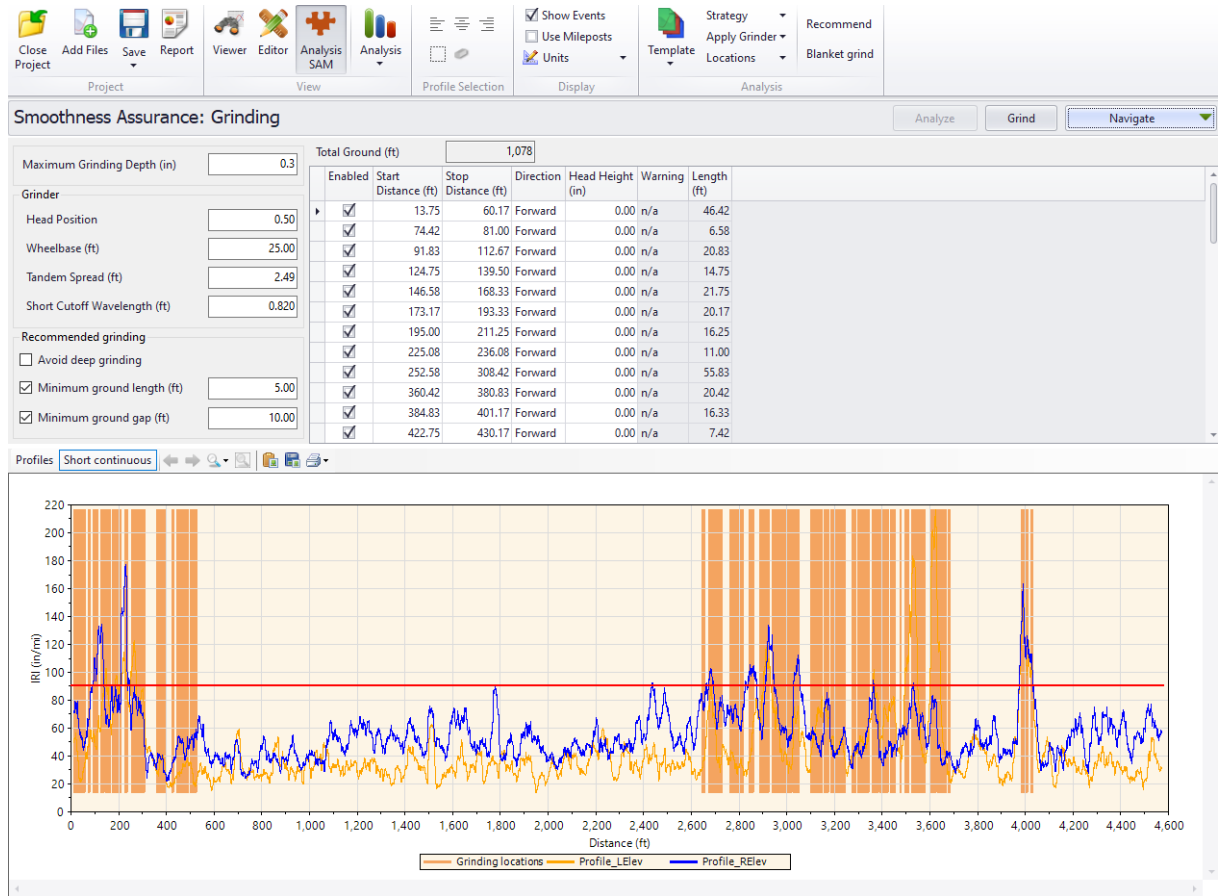 Close Project
Add Files
Save
Report
Viewer
Editor
Analysis SAM
Analysis
Show Events
Use Mileposts
Units
Template
Strategy
Apply Grinder
Locations
Recommend
Blanket grind
Project
View
Profile Selection
Display
Analysis
Smoothness Assurance: Grinding
Analyze
Grind
Navigate
Maximum Grinding Depth (in) 0.3
Grinder
Head Position 0.50
Wheelbase (ft) 25.00
Tandem Spread (ft) 2.49
Short Cutoff Wavelength (ft) 0.820
Recommended grinding
Avoid deep grinding
Minimum ground length (ft) 5.00
Minimum ground gap (ft) 10.00
Total Ground (ft) 1,078
Enabled Start Distance (ft) Stop Distance (ft) Direction Head Height (in) Warning Length (ft)
13.75 60.17 Forward 0.00 n/a 46.42
74.42 81.00 Forward 0.00 n/a 6.58
91.83 112.67 Forward 0.00 n/a 20.83
124.75 139.50 Forward 0.00 n/a 14.75
146.58 168.33 Forward 0.00 n/a 21.75
173.17 193.33 Forward 0.00 n/a 20.17
195.00 211.25 Forward 0.00 n/a 16.25
225.08 236.08 Forward 0.00 n/a 11.00
252.58 308.42 Forward 0.00 n/a 55.83
360.42 380.83 Forward 0.00 n/a 20.42
384.83 401.17 Forward 0.00 n/a 16.33
422.75 430.17 Forward 0.00 n/a 7.42
Profiles Short continuous
220
200
180
160
140
120
100
80
60
40
20
0
IRI (in/mi)
0 200 400 600 800 1,000 1,200 1,400 1,600 1,800 2,000 2,200 2,400 2,600 2,800 3,000 3,200 3,400 3,600 3,800 4,000 4,200 4,400 4,600
Distance (ft)
Grinding locations Profile_LElev Profile_RElev